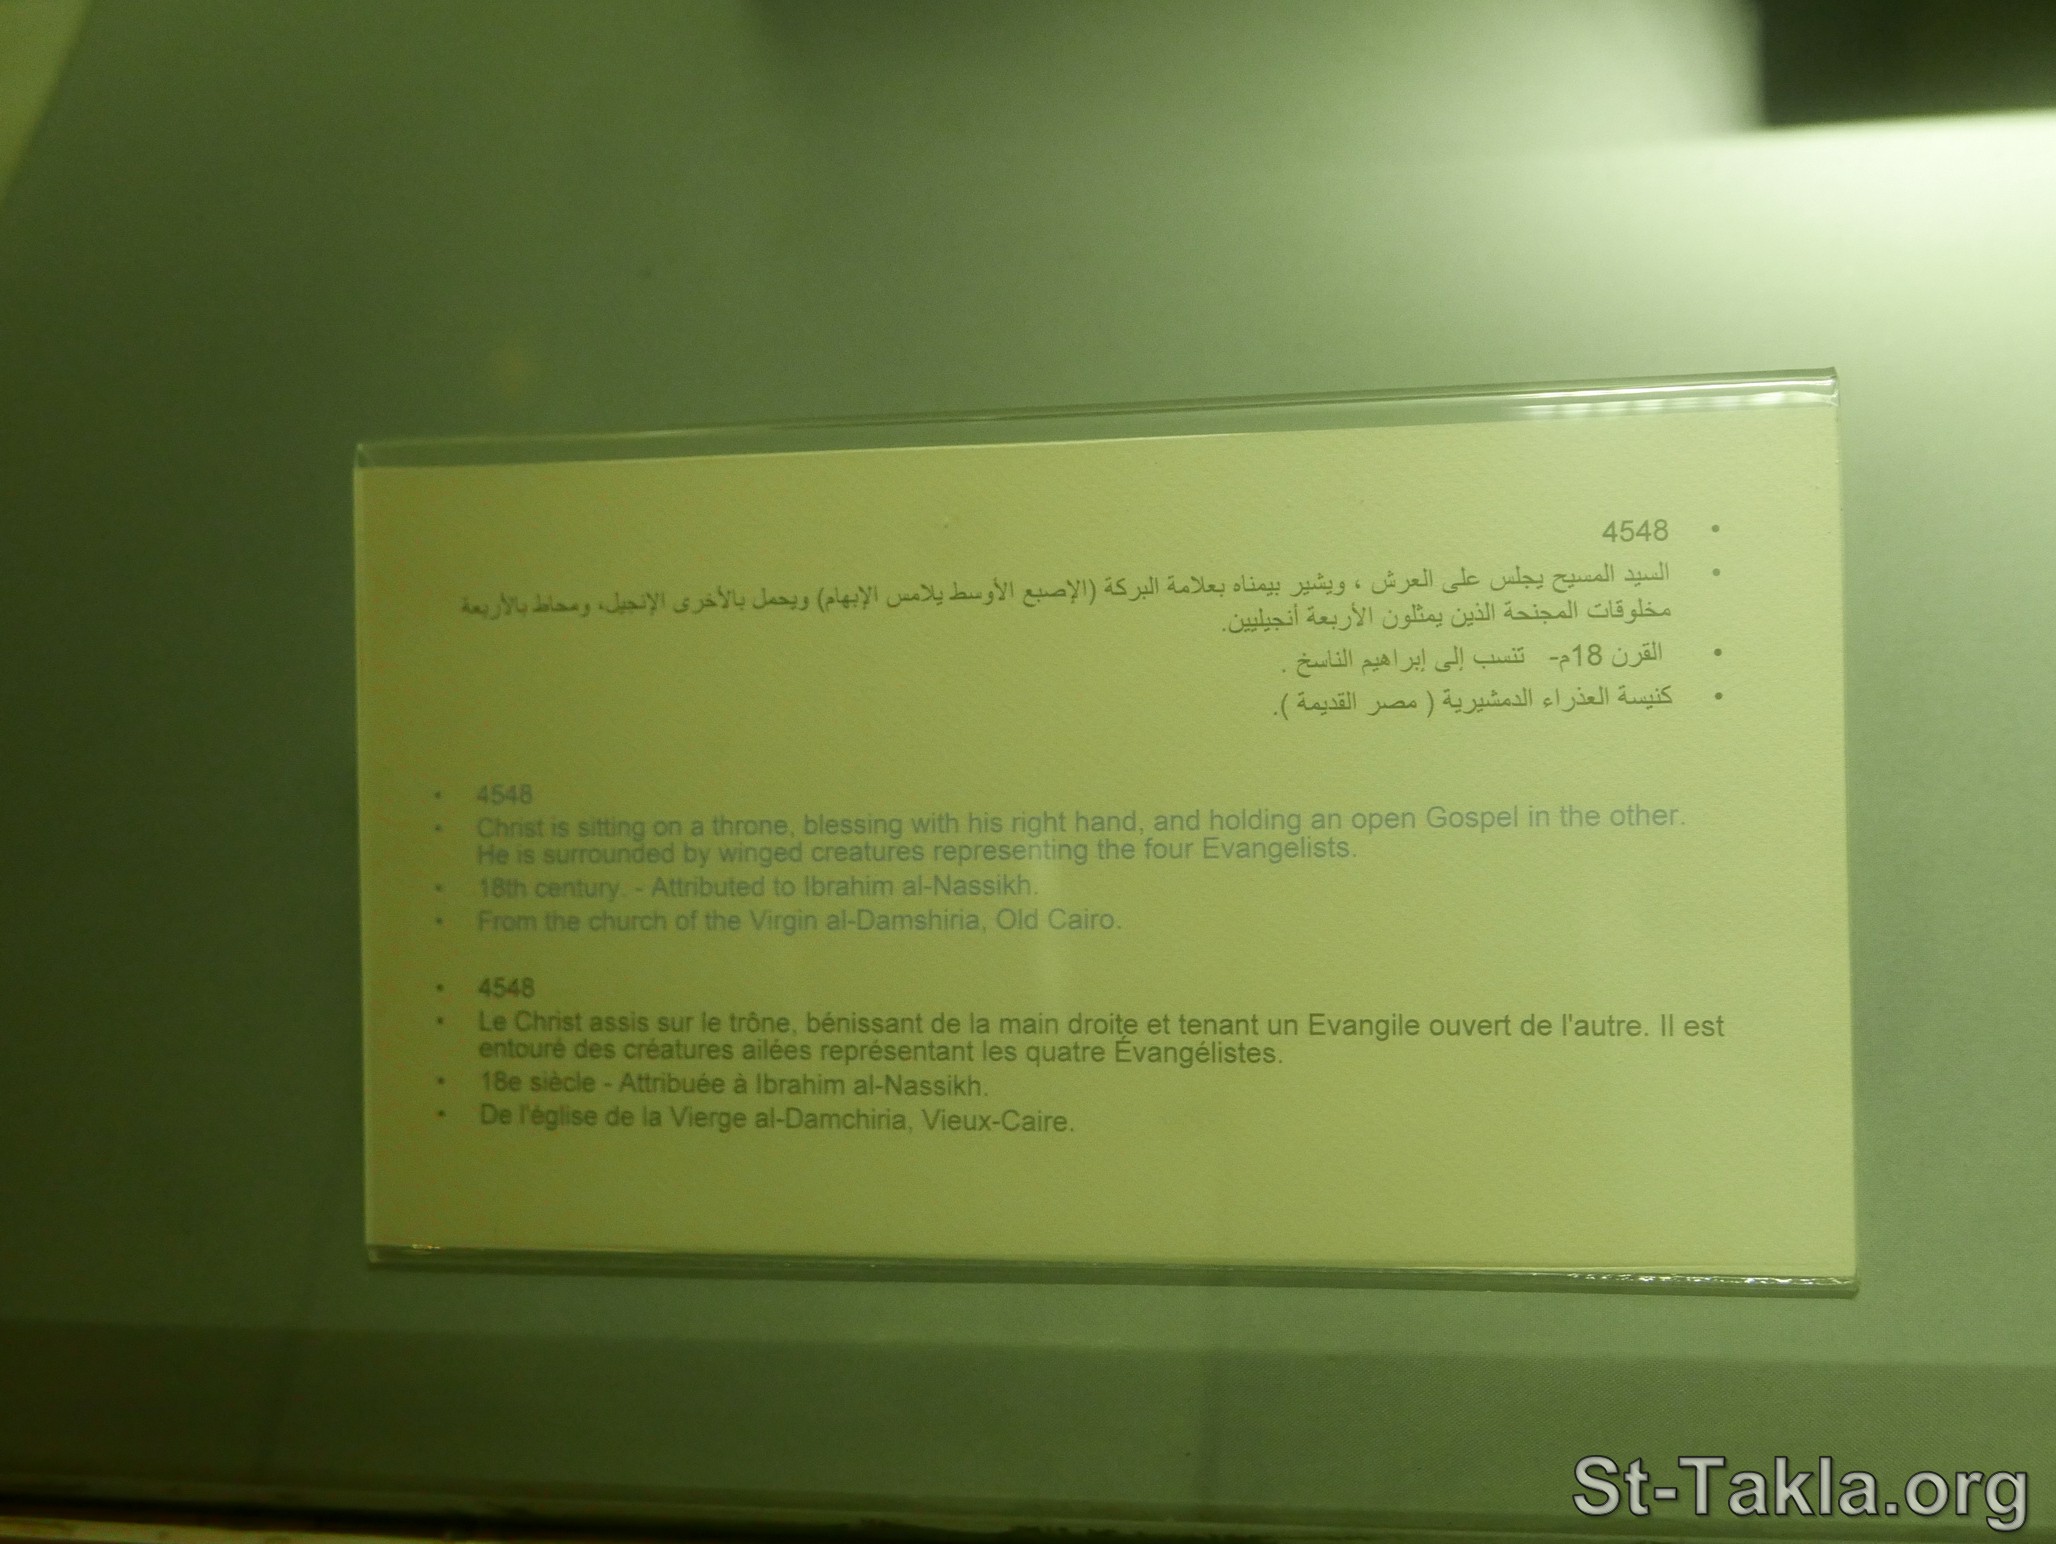 • 4548
• السيد المسيح يجلس على العرش ، ويشير بيمناه بعلامة البركة (الإصبع الأوسط يلامس الإبهام) ويحمل بالأخرى الإنجيل، ومحاط بالأربعة
مخلوقات المجنحة الذين يمثلون الأربعة أنجيليين.
• القرن 18م- تنسب إلى إبراهيم الناسخ .
• كنيسة العذراء الدمشيرية ( مصر القديمة ).
• 4548
• Christ is sitting on a throne, blessing with his right hand, and holding an open Gospel in the other.
He is surrounded by winged creatures representing the four Evangelists.
• 18th century. - Attributed to Ibrahim al-Nassikh.
• From the church of the Virgin al-Damshiria, Old Cairo.
• 4548
• Le Christ assis sur le trône, bénissant de la main droite et tenant un Evangile ouvert de l'autre. Il est
entouré des créatures ailées représentant les quatre Évangélistes.
• 18e siècle - Attribuée à Ibrahim al-Nassikh.
• De l'église de la Vierge al-Damchiria, Vieux-Caire.
St-Takla.org